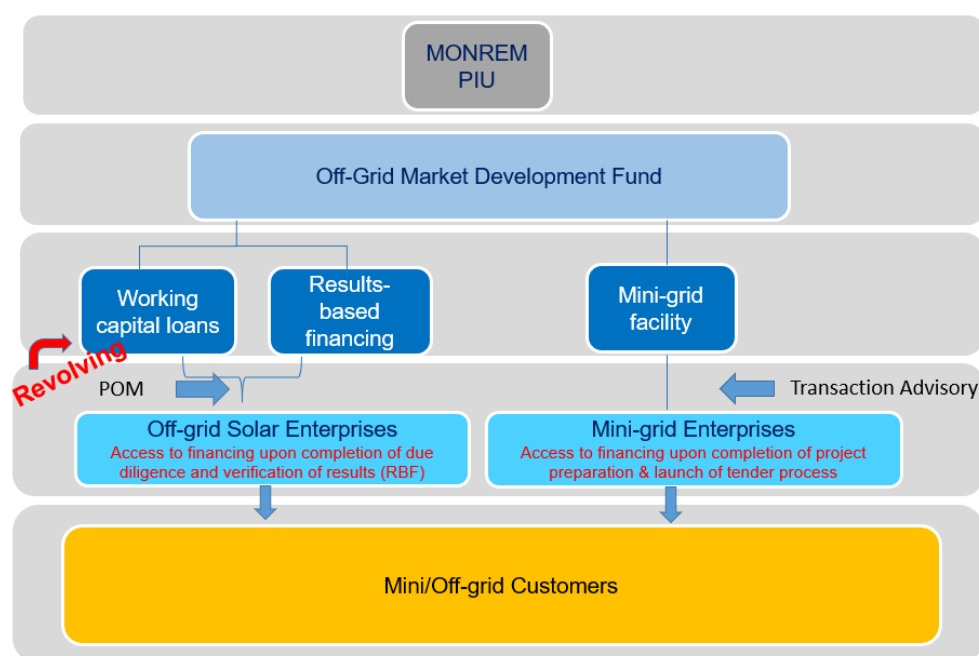 MONREM
PIU
Off-Grid Market Development Fund
Working
capital loans
Results-
based
financing
Mini-grid
facility
Revolving
POM
Transaction Advisory
Off-grid Solar Enterprises
Access to financing upon completion of due
diligence and verification of results (RBF)
Mini-grid Enterprises
Access to financing upon completion of project
preparation & launch of tender process
Mini/Off-grid Customers